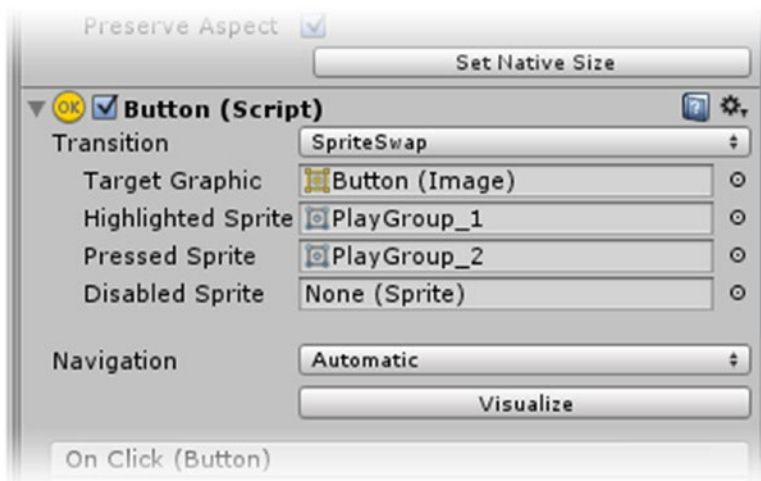 Preserve Aspect
Set Native Size
OK Button (Script)
Transition SpriteSwap
Target Graphic Button (Image)
Highlighted Sprite PlayGroup_1
Pressed Sprite PlayGroup_2
Disabled Sprite None (Sprite)
Navigation Automatic
Visualize
On Click (Button)